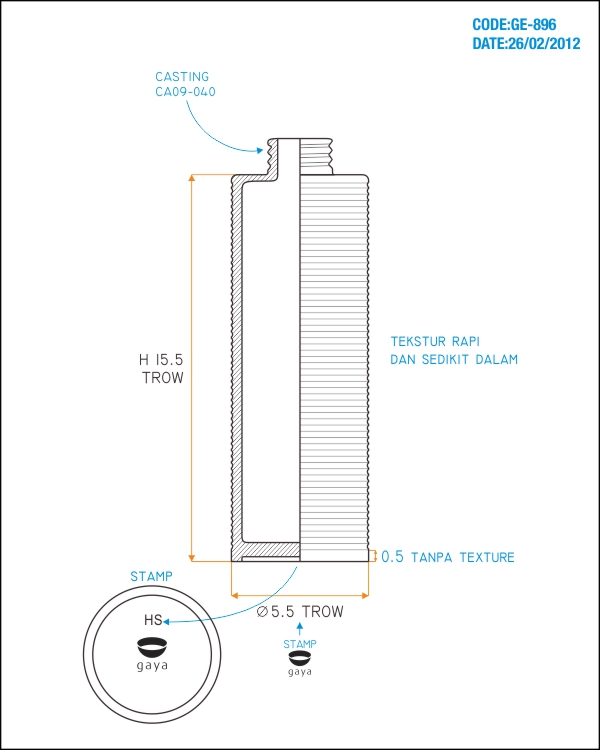 CODE:GE-896
DATE:26/02/2012
CASTING
CA09-040
H 15.5
TROW
TEKSTUR RAPI
DAN SEDIKIT DALAM
0.5 TANPA TEXTURE
STAMP
HS
gaya
Ø5.5 TROW
STAMP
gaya